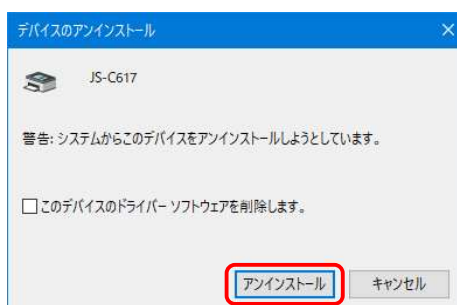 デバイスのアンインストール
JS-C617
警告: システムからこのデバイスをアンインストールしようとしています。
このデバイスのドライバー ソフトウェアを削除します。
アンインストール キャンセル